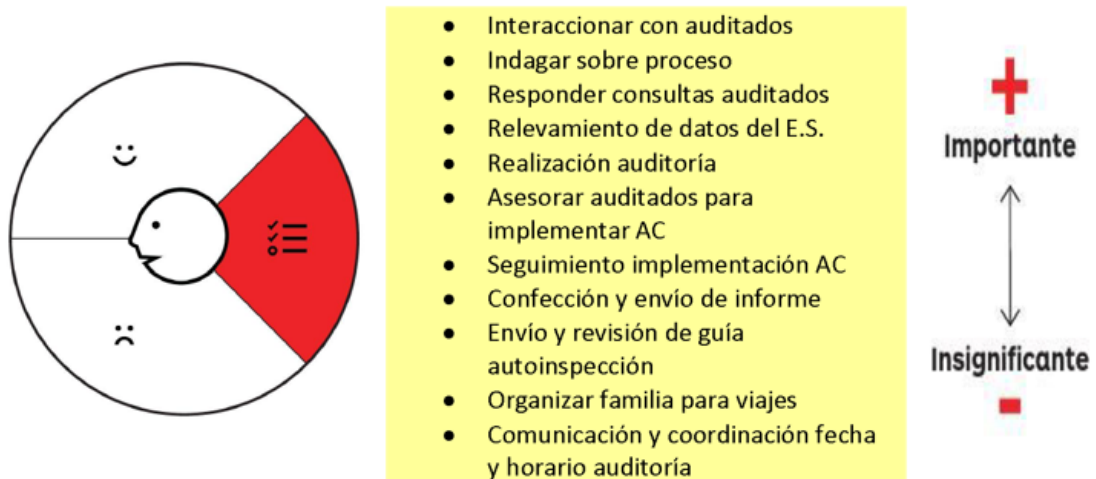 • Interaccionar con auditados
• Indagar sobre proceso
• Responder consultas auditados
• Relevamiento de datos del E.S.
• Realización auditoría
• Asesorar auditados para
implementar AC
• Seguimiento implementación AC
• Confección y envío de informe
• Envío y revisión de guía
autoinspección
• Organizar familia para viajes
• Comunicación y coordinación fecha
y horario auditoría
+
Importante
Insignificante
-